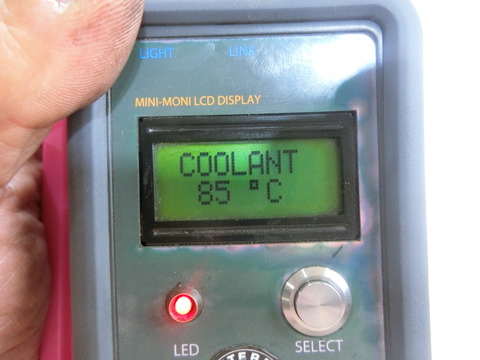 LIGHT LINK
MINI-MONI LCD DISPLAY
COOLANT
85 °C
LED SELECT